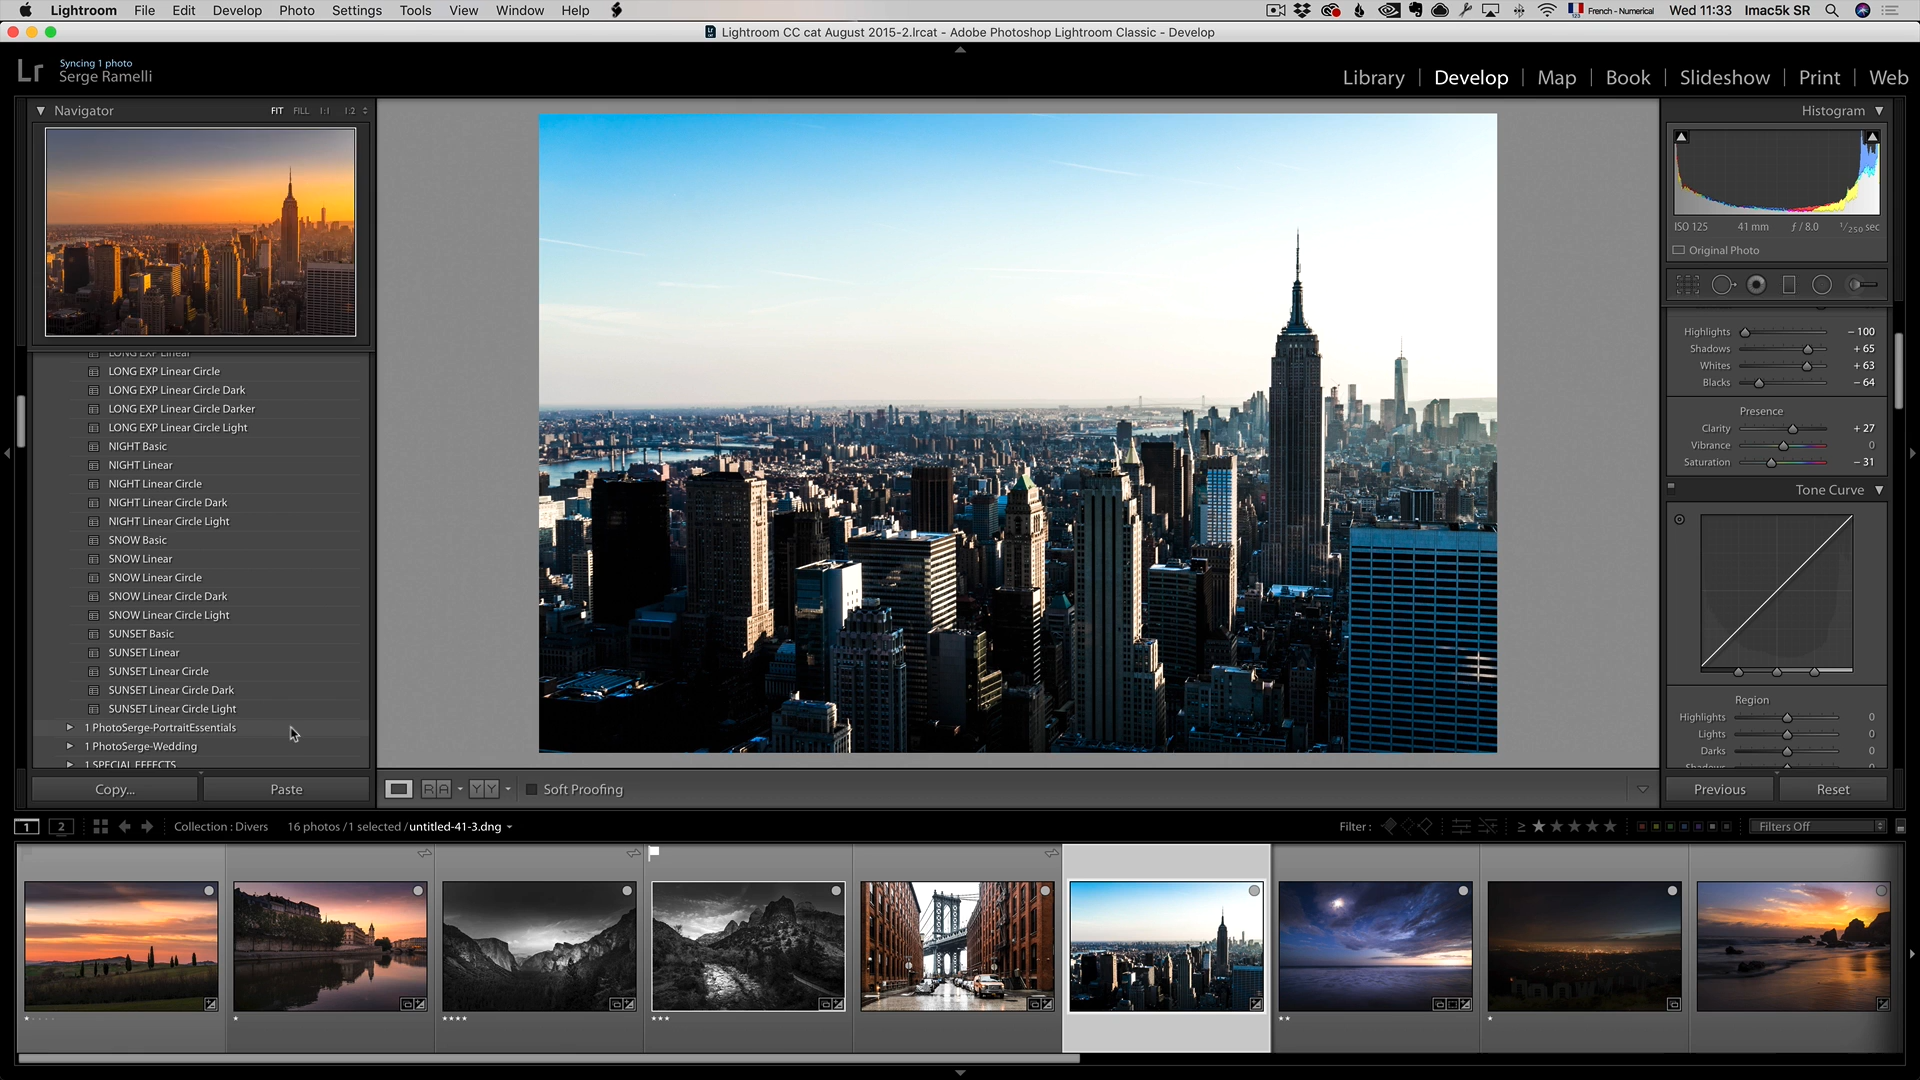 Lightroom File Edit Develop Photo Settings Tools View Window Help
French - Numerical Wed 11:33 Imac5k SR
Lightroom CC cat August 2015-2.lrcat - Adobe Photoshop Lightroom Classic - Develop
Lr
Syncing 1 photo
Serge Ramelli
Library | Develop | Map | Book | Slideshow | Print | Web
Navigator FIT FILL 1:1 1:2
LONG EXP Linear
LONG EXP Linear Circle
LONG EXP Linear Circle Dark
LONG EXP Linear Circle Darker
LONG EXP Linear Circle Light
NIGHT Basic
NIGHT Linear
NIGHT Linear Circle
NIGHT Linear Circle Dark
NIGHT Linear Circle Light
SNOW Basic
SNOW Linear
SNOW Linear Circle
SNOW Linear Circle Dark
SNOW Linear Circle Light
SUNSET Basic
SUNSET Linear
SUNSET Linear Circle
SUNSET Linear Circle Dark
SUNSET Linear Circle Light
1 PhotoSerge-PortraitEssentials
1 PhotoSerge-Wedding
1 SPECIAL EFFECTS
Copy... Paste
Soft Proofing
Histogram
ISO 125 41 mm ƒ / 8.0 1/250 sec
Original Photo
Highlights − 100
Shadows + 65
Whites + 63
Blacks − 64
Presence
Clarity + 27
Vibrance 0
Saturation − 31
Tone Curve
Region
Highlights 0
Lights 0
Darks 0
Shadows
Previous Reset
1 2 Collection : Divers 16 photos / 1 selected / untitled-41-3.dng
Filter : ≥ Filters Off